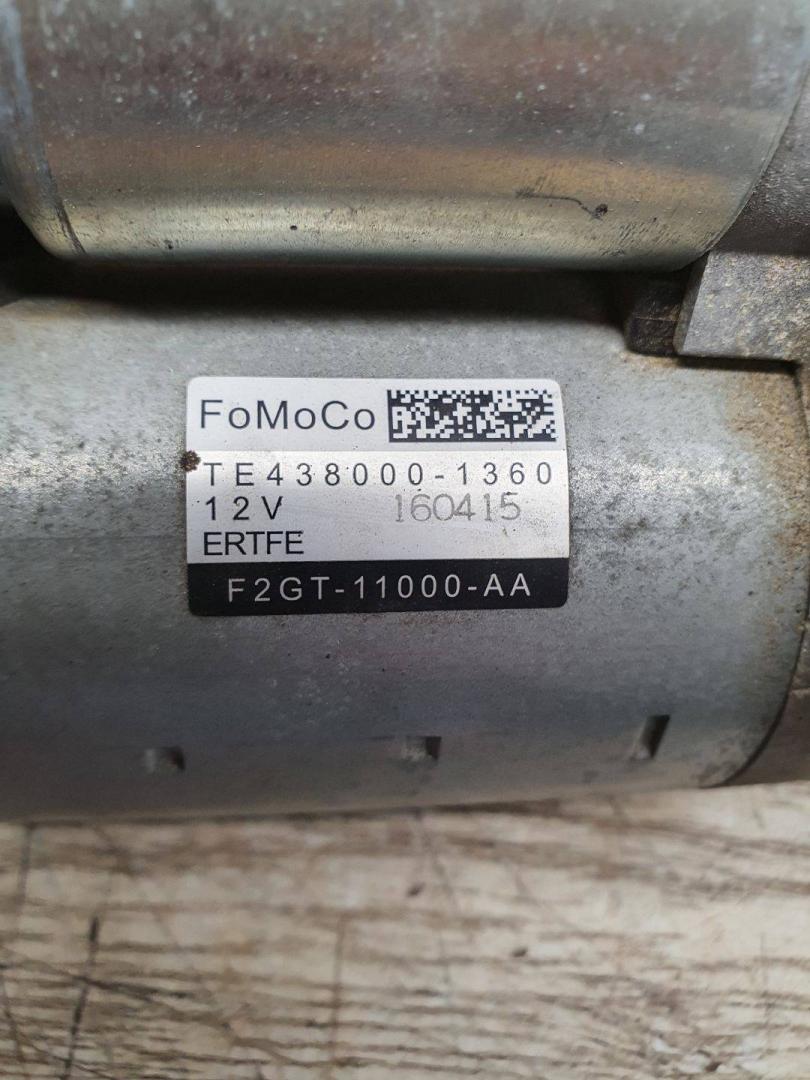 FoMoCo
TE438000-1360
12V 160415
ERTFE
F2GT-11000-AA